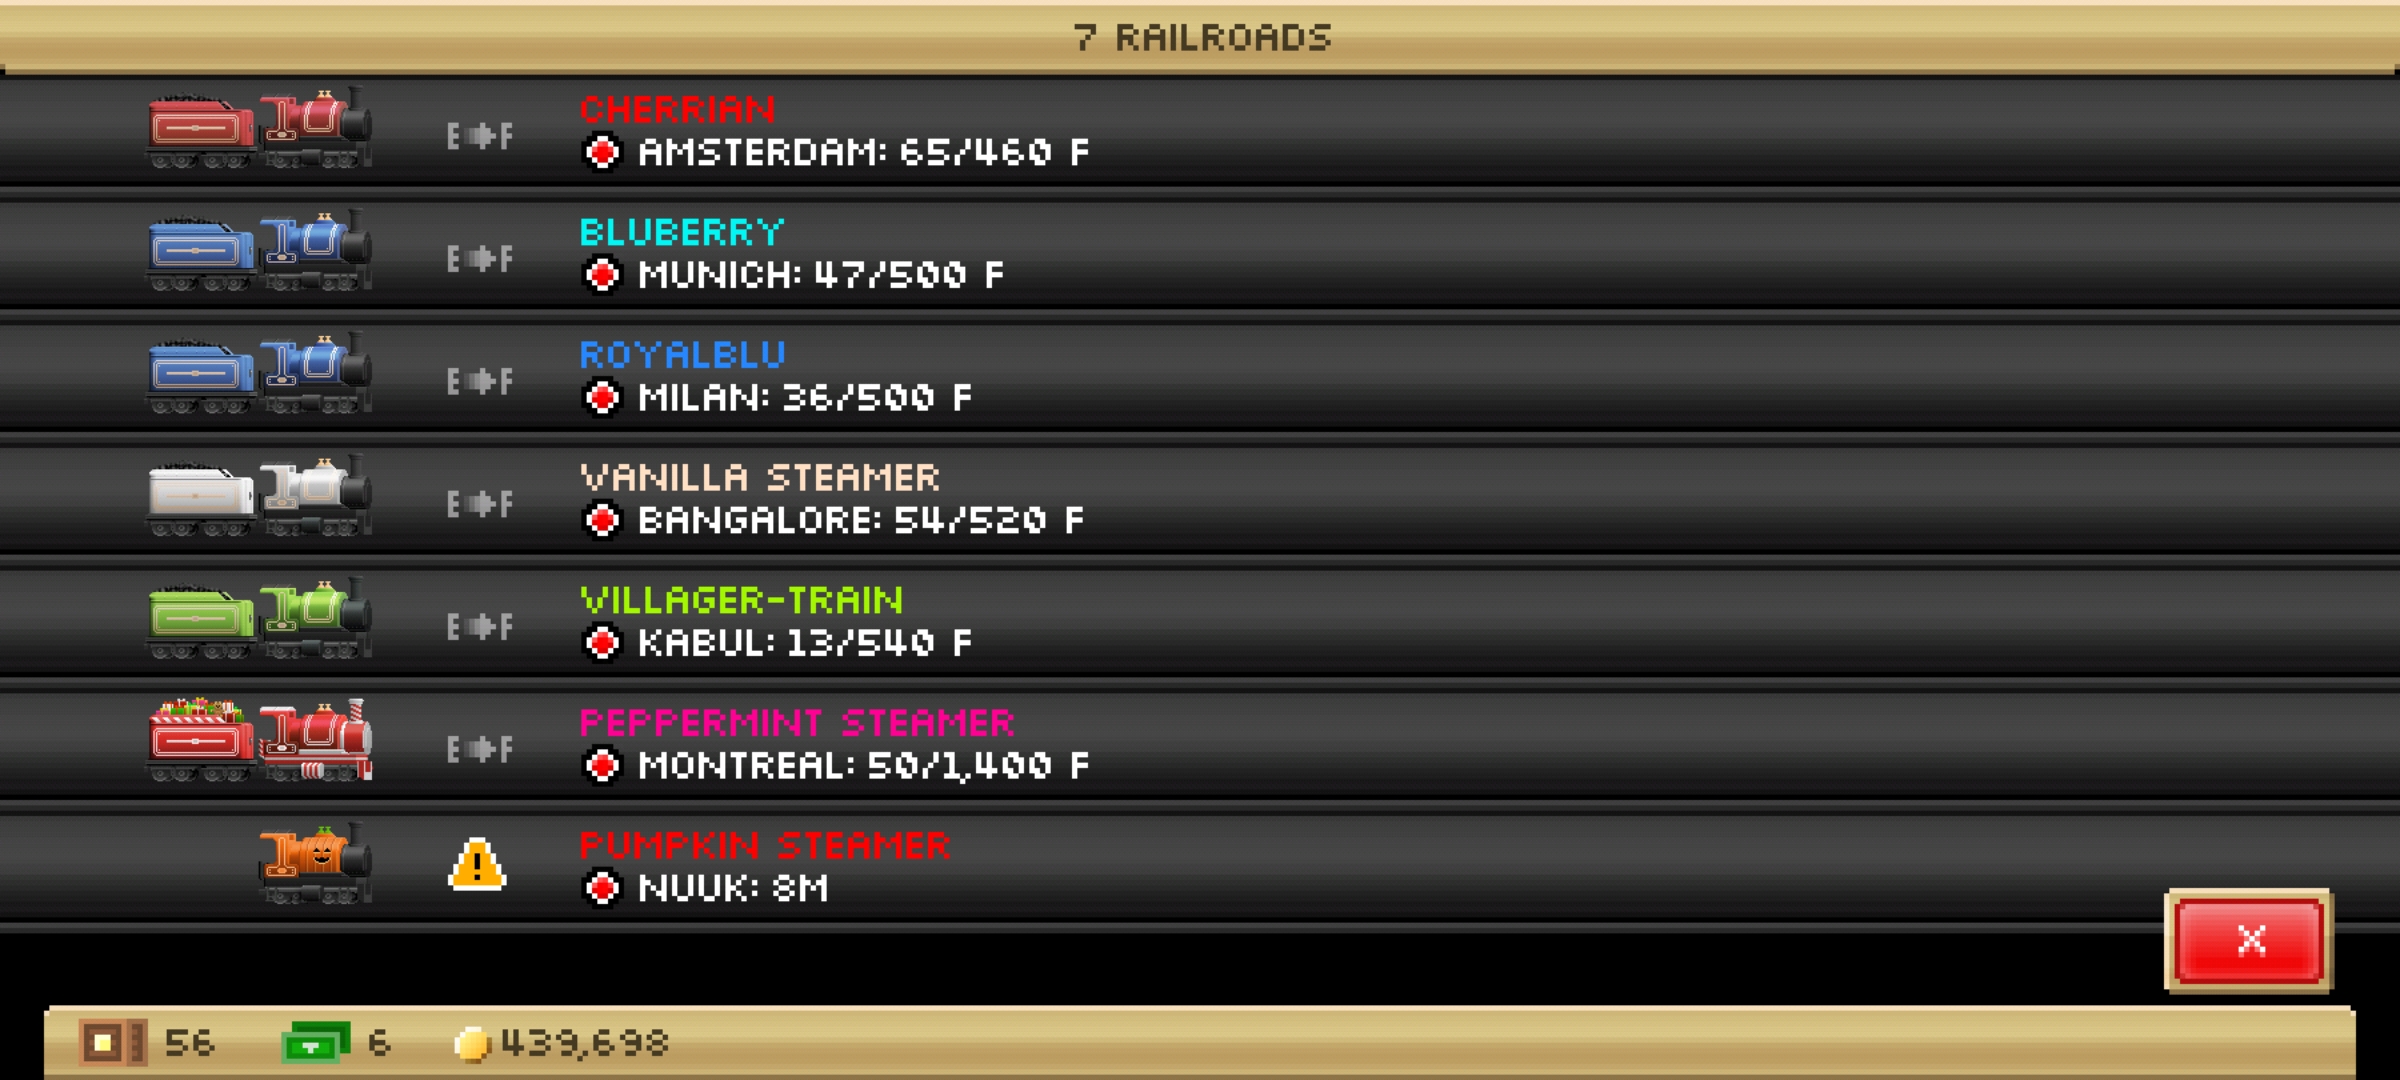 7 RAILROADS
E F
CHERRIAN
AMSTERDAM: 65/460 F
E F
BLUBERRY
MUNICH: 47/500 F
E F
ROYALBLU
MILAN: 36/500 F
E F
VANILLA STEAMER
BANGALORE: 54/520 F
E F
VILLAGER-TRAIN
KABUL: 13/540 F
E F
PEPPERMINT STEAMER
MONTREAL: 50/1,400 F
!
PUMPKIN STEAMER
NUUK: 8M
X
56 6 439,698